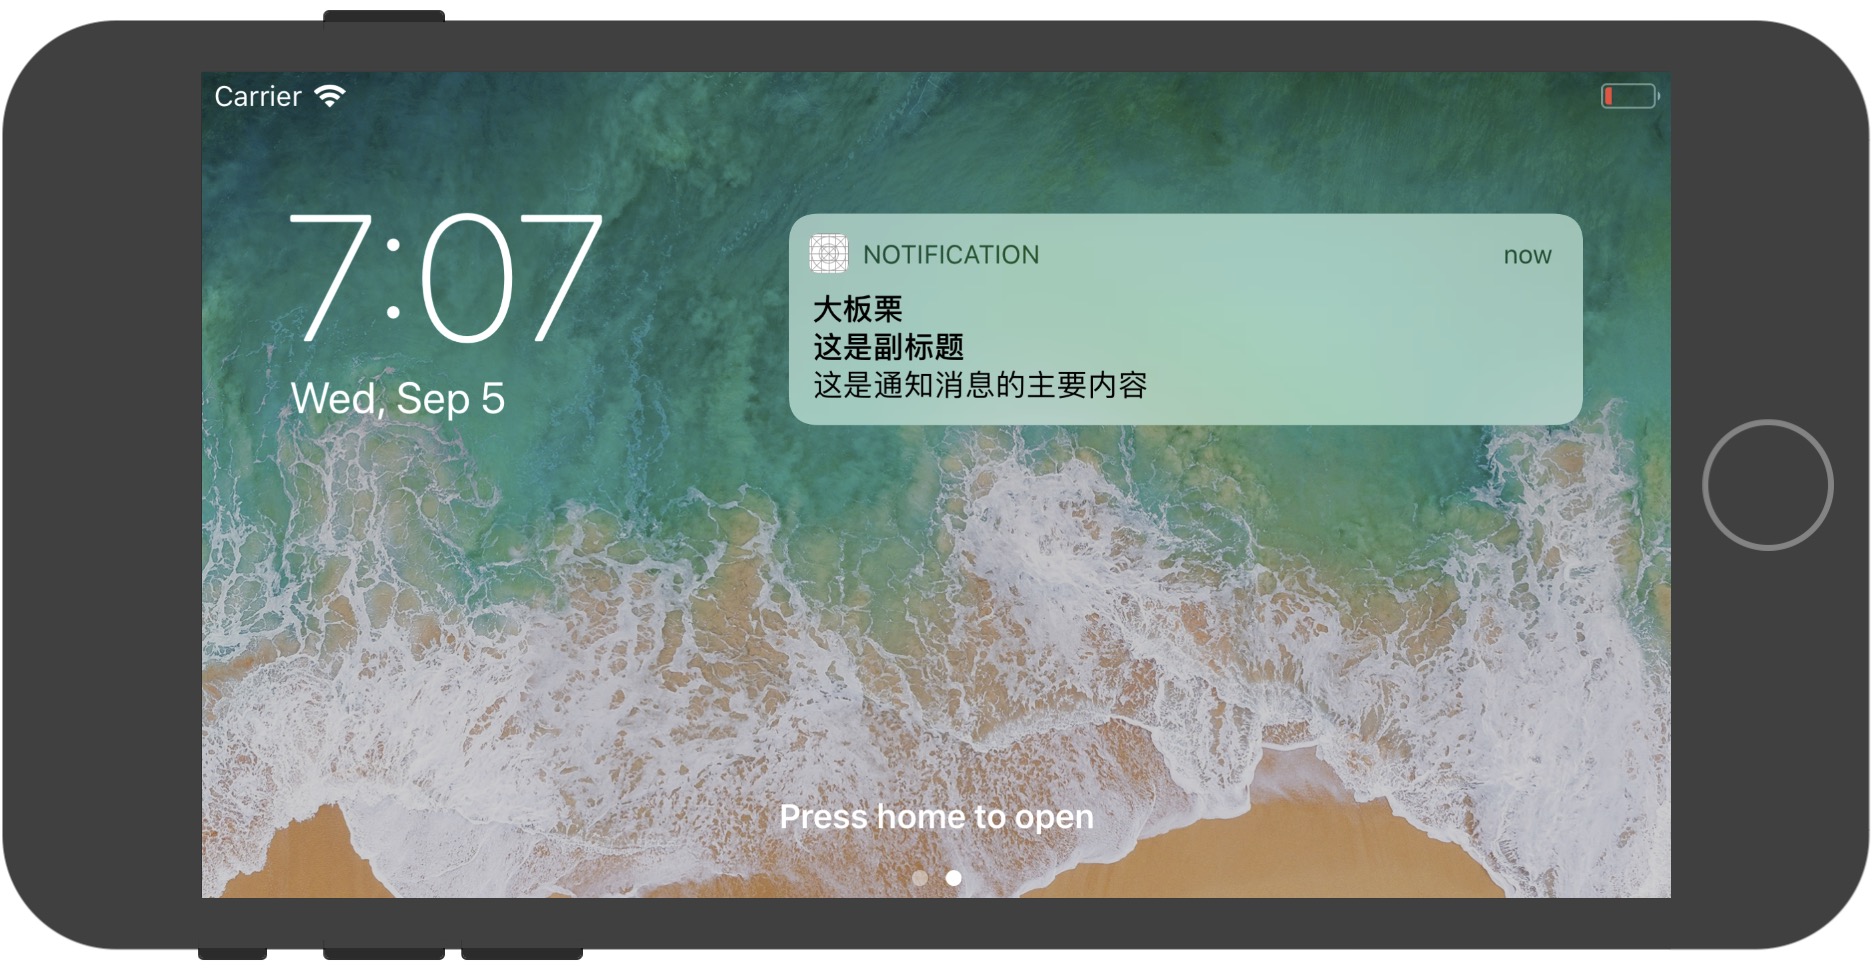 Carrier
7:07
Wed, Sep 5
NOTIFICATION
now
大板栗
这是副标题
这是通知消息的主要内容
Press home to open